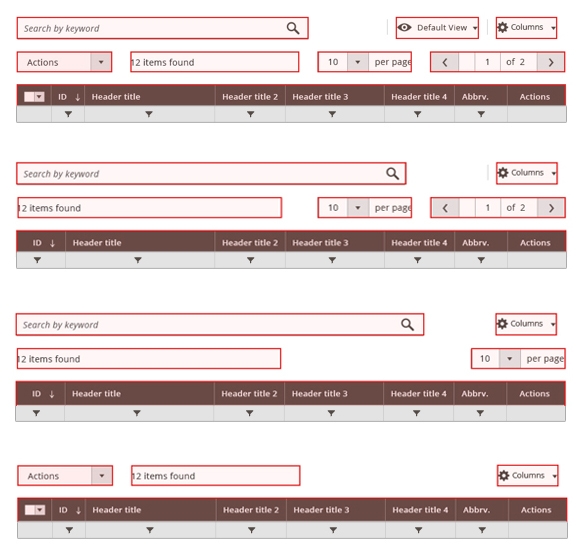 Search by keyword Default View Columns
Actions 12 items found 10 per page 1 of 2
ID ↓ Header title Header title 2 Header title 3 Header title 4 Abbrv. Actions
Search by keyword Columns
12 items found 10 per page 1 of 2
ID ↓ Header title Header title 2 Header title 3 Header title 4 Abbrv. Actions
Search by keyword Columns
12 items found 10 per page
ID ↓ Header title Header title 2 Header title 3 Header title 4 Abbrv. Actions
Actions 12 items found Columns
ID ↓ Header title Header title 2 Header title 3 Header title 4 Abbrv. Actions